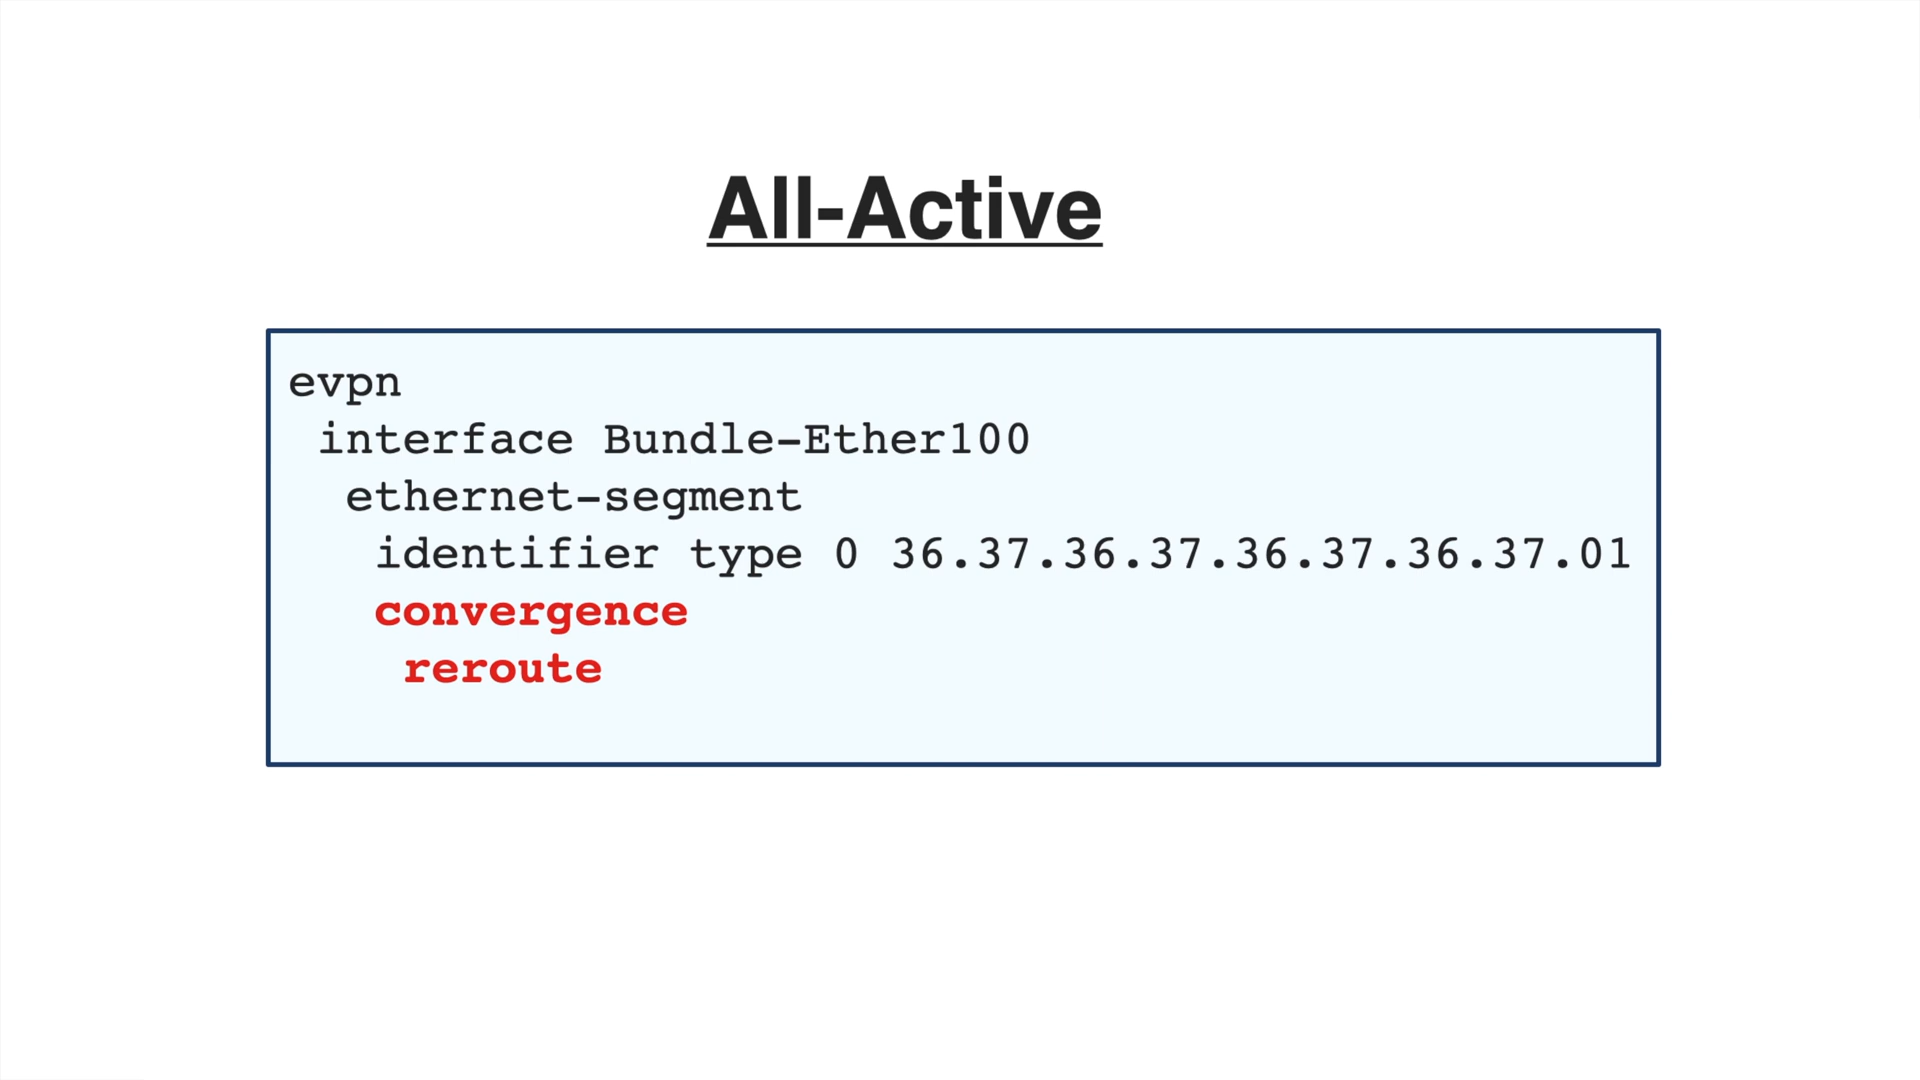 All-Active
evpn
interface Bundle-Ether100
ethernet-segment
identifier type 0 36.37.36.37.36.37.36.37.01
convergence
reroute